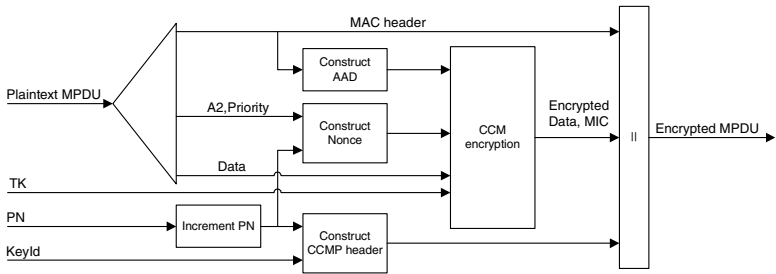 MAC header
Construct
AAD
Plaintext MPDU
A2,Priority
Construct
Nonce
CCM
encryption
Encrypted
Data, MIC
||
Encrypted MPDU
Data
TK
PN
Increment PN
Construct
CCMP header
KeyId